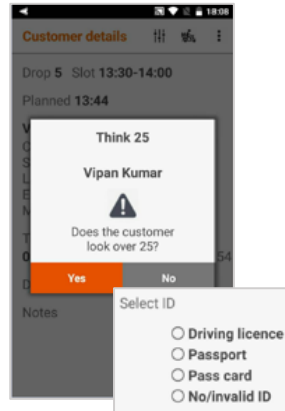 18:08
Customer details
Drop 5 Slot 13:30-14:00
Planned 13:44
Think 25
Vipan Kumar
Does the customer
look over 25?
54
Yes No
Notes
Select ID
Driving licence
Passport
Pass card
No/invalid ID